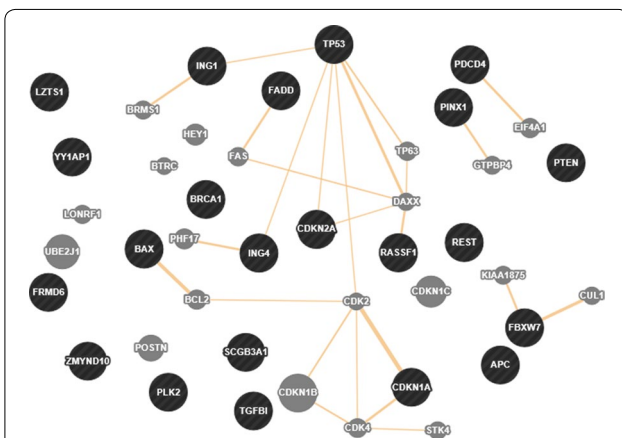 TP53
ING1
PDCD4
LZTS1
FADD
PINX1
BRMS1
EIF4A1
HEY1
TP63
YY1AP1
FAS
BTRC
GTPBP4
PTEN
BRCA1
DAXX
LONRF1
CDKN2A
PHF17
UBE2J1
BAX
ING4
RASSF1
REST
KIAA1875
FRMD6
BCL2
CDKN1C
CUL1
CDK2
FBXW7
POSTN
SCGB3A1
ZMYND10
APC
PLK2
CDKN1B
CDKN1A
TGFBI
CDK4
STK4